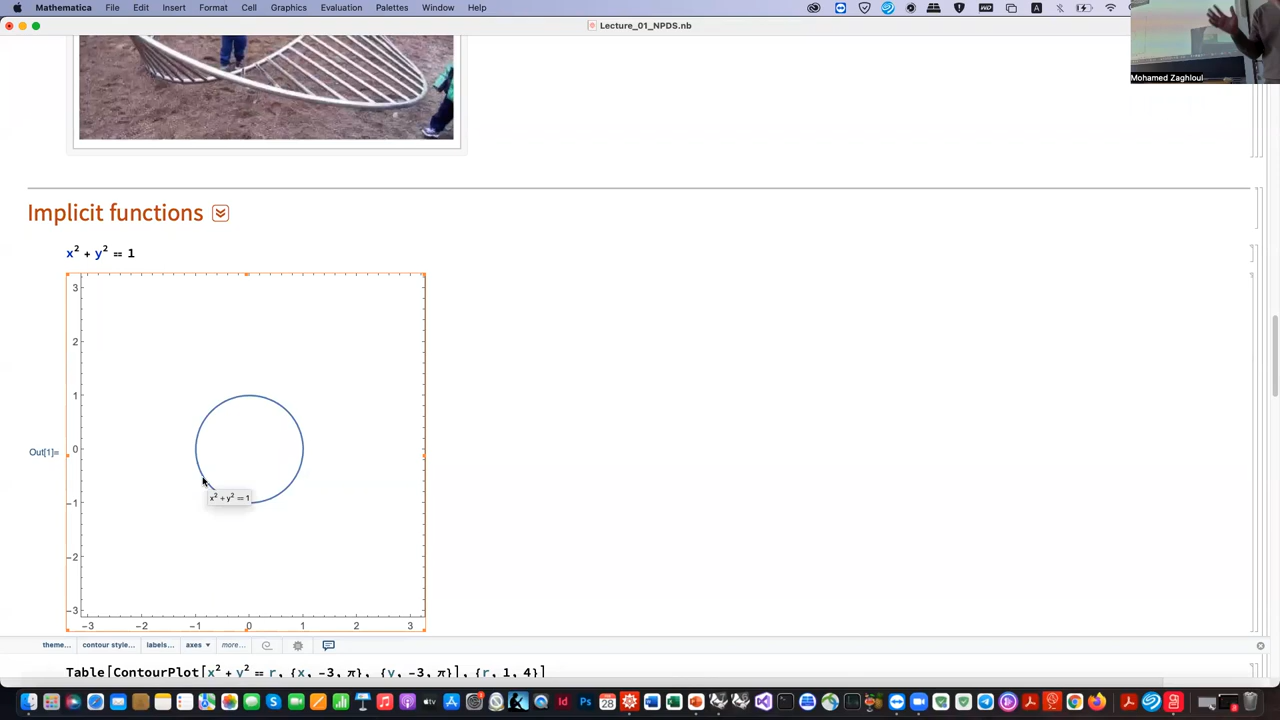 Mathematica File Edit Insert Format Cell Graphics Evaluation Palettes Window Help
Lecture_01_NPDS.nb
Mohamed Zaghloul
Implicit functions
x² + y² == 1
3
2
1
0
-1
-2
-3
Out[1]=
x² + y² = 1
-3 -2 -1 0 1 2 3
theme... contour style... labels... axes more...
Table[ContourPlot[x² + y² == r, {x, -3, π}, {y, -3, π}], {r, 1, 4}]